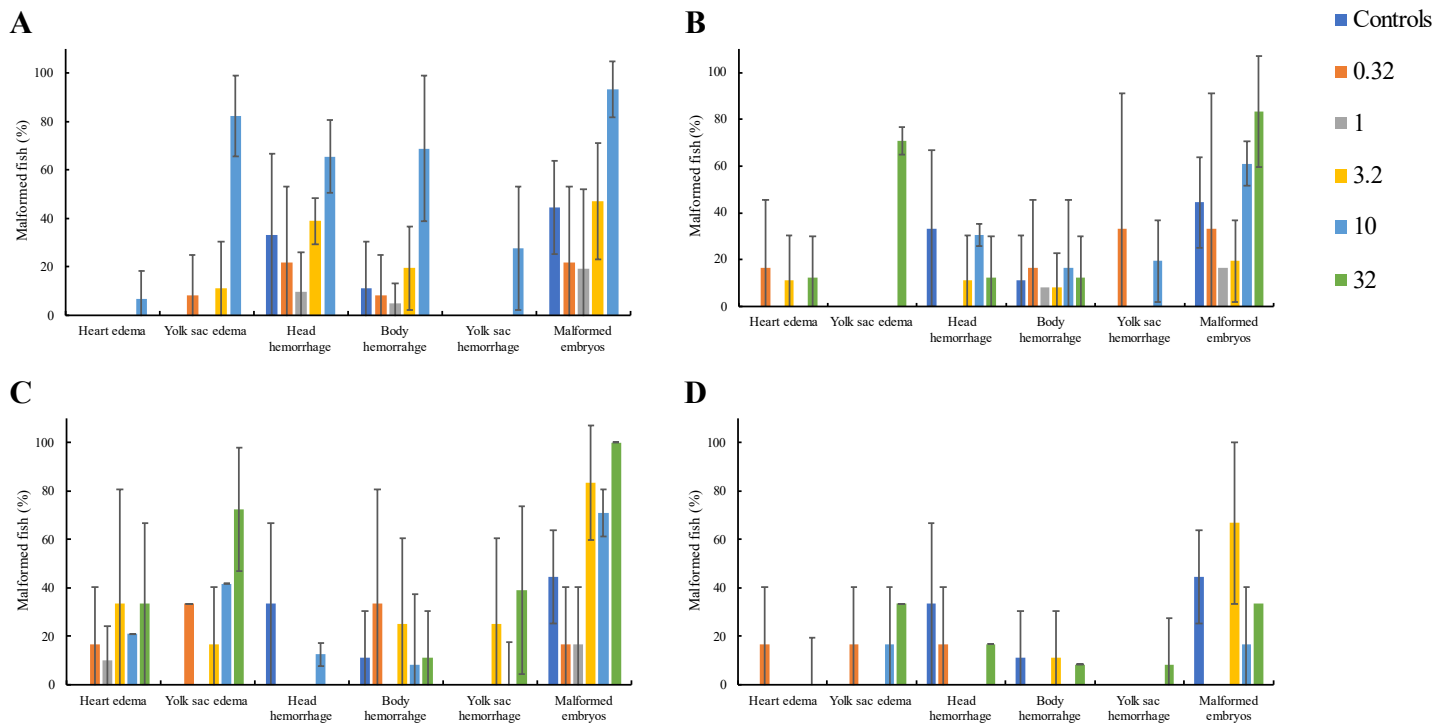 A
Malformed fish (%)
100
80
60
40
20
0
Heart edema
Yolk sac edema
Head
hemorrhage
Body
hemorrahge
Yolk sac
hemorrhage
Malformed
embryos
B
Malformed fish (%)
100
80
60
40
20
0
Heart edema
Yolk sac edema
Head
hemorrhage
Body
hemorrahge
Yolk sac
hemorrhage
Malformed
embryos
Controls
0.32
1
3.2
10
32
C
Malformed fish (%)
100
80
60
40
20
0
Heart edema
Yolk sac edema
Head
hemorrhage
Body
hemorrahge
Yolk sac
hemorrhage
Malformed
embryos
D
Malformed fish (%)
100
80
60
40
20
0
Heart edema
Yolk sac edema
Head
hemorrhage
Body
hemorrahge
Yolk sac
hemorrhage
Malformed
embryos